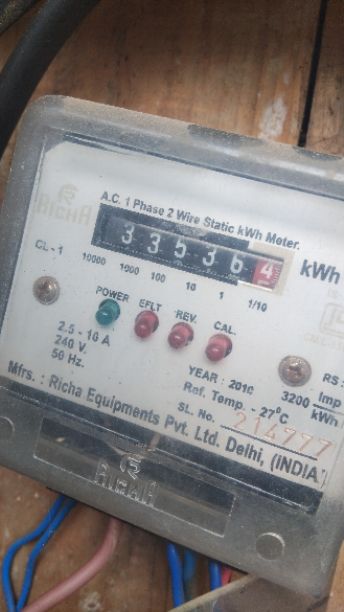 RICHA
A.C. 1 Phase 2 Wire Static kWh Meter.
3 3 5 3 6 4 kWh
CL-1 10000 1000 100 10 1 1/10
POWER EFLT REV. CAL.
2.5 - 10 A
240 V.
50 Hz.
YEAR : 2010
Ref. Temp. - 27°C
3200 Imp
kWh
SL. No. 214777
Mfrs. : Richa Equipments Pvt. Ltd. Delhi, (INDIA)
RICHA